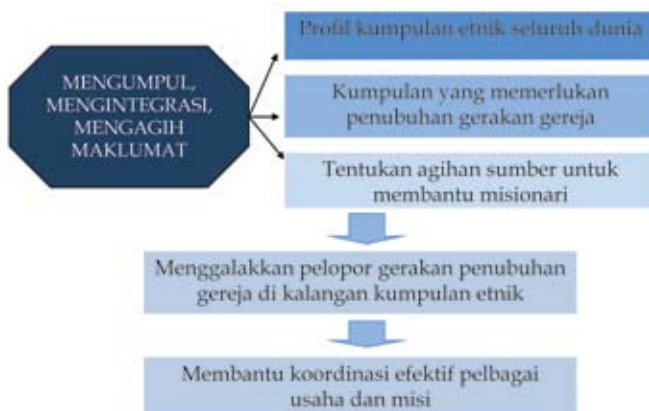 MENGUMPUL,
MENGINTEGRASI,
MENGAGIH
MAKLUMAT
Profil kumpulan etnik seluruh dunia
Kumpulan yang memerlukan
penubuhan gerakan gereja
Tentukan agihan sumber untuk
membantu misionari
Menggalakkan pelopor gerakan penubuhan
gereja di kalangan kumpulan etnik
Membantu koordinasi efektif pelbagai
usaha dan misi